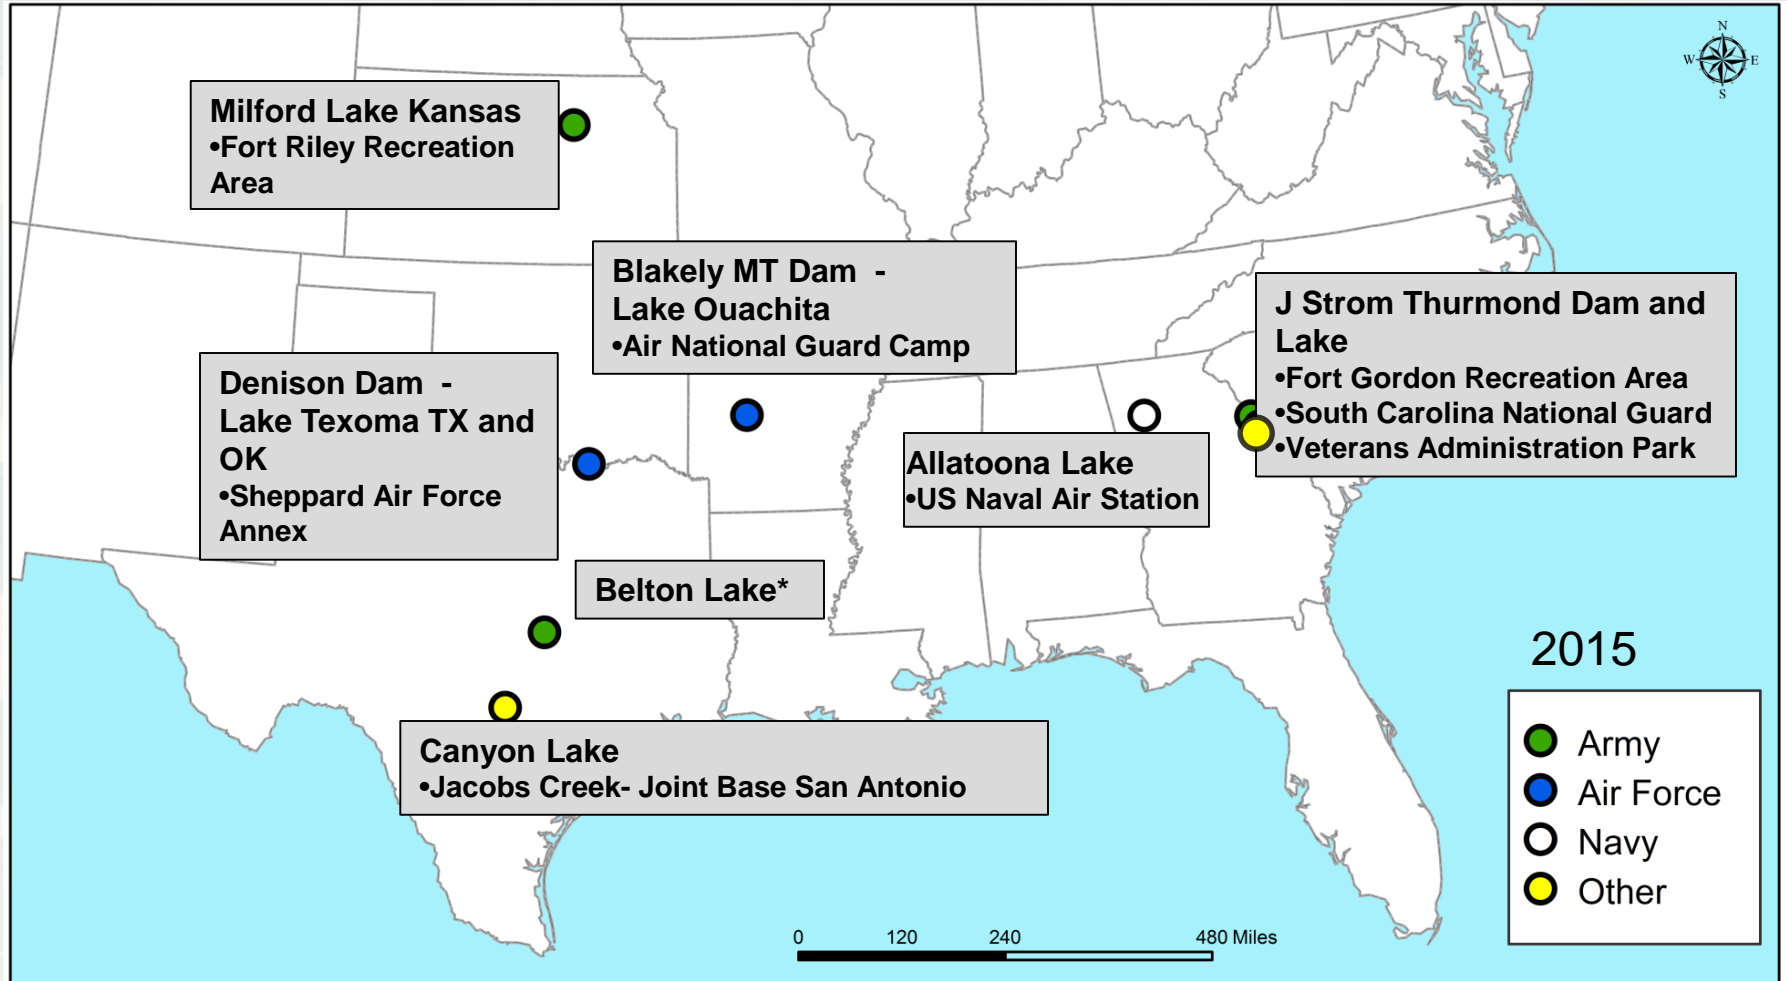 N
W E
S
Milford Lake Kansas
•Fort Riley Recreation
Area
Blakely MT Dam -
Lake Ouachita
•Air National Guard Camp
J Strom Thurmond Dam and
Lake
•Fort Gordon Recreation Area
•South Carolina National Guard
•Veterans Administration Park
Denison Dam -
Lake Texoma TX and
OK
•Sheppard Air Force
Annex
Allatoona Lake
•US Naval Air Station
Belton Lake*
Canyon Lake
•Jacobs Creek- Joint Base San Antonio
2015
Army
Air Force
Navy
Other
0 120 240 480 Miles